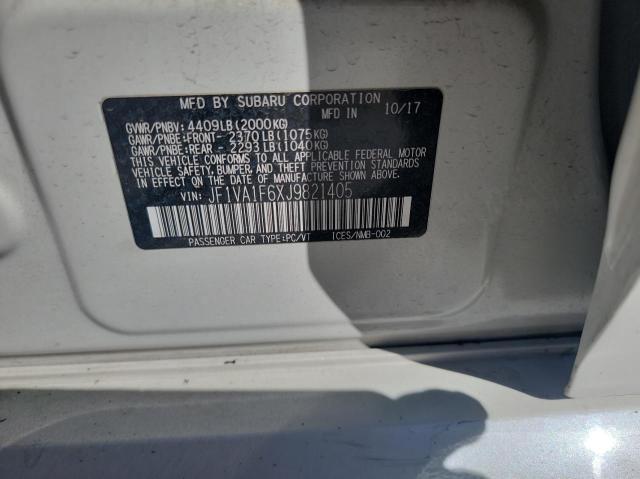 MFD BY SUBARU CORPORATION
MFD IN 10/17
GVWR/PNBV: 4409LB(2000KG)
GAWR/PNBE:FRONT- 2370LB(1075KG)
GAWR/PNBE:REAR - 2293LB(1040KG)
THIS VEHICLE CONFORMS TO ALL APPLICABLE FEDERAL MOTOR
VEHICLE SAFETY, BUMPER, AND THEFT PREVENTION STANDARDS
IN EFFECT ON THE DATE OF MANUFACTURE SHOWN ABOVE.
VIN: JF1VA1F6XJ9821405
PASSENGER CAR TYPE:PC/VT ICES/NMB-002